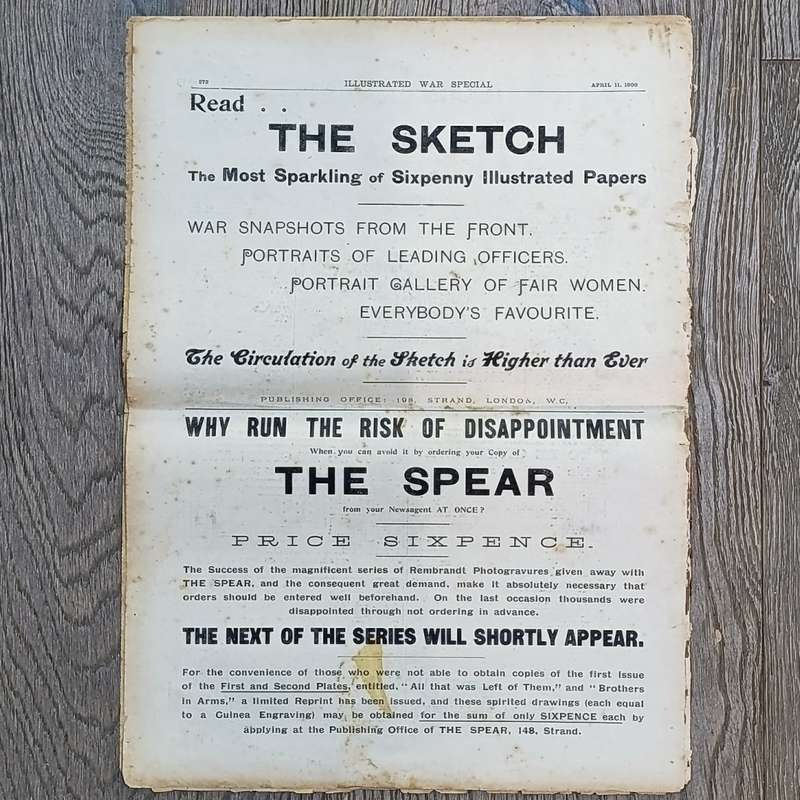 272
ILLUSTRATED WAR SPECIAL
APRIL 11, 1900
Read . .
THE SKETCH
The Most Sparkling of Sixpenny Illustrated Papers
WAR SNAPSHOTS FROM THE FRONT.
PORTRAITS OF LEADING OFFICERS.
PORTRAIT GALLERY OF FAIR WOMEN.
EVERYBODY'S FAVOURITE.
The Circulation of the Sketch is Higher than Ever
PUBLISHING OFFICE: 198, STRAND, LONDON, W.C.
WHY RUN THE RISK OF DISAPPOINTMENT
When you can avoid it by ordering your Copy of
THE SPEAR
from your Newsagent AT ONCE?
PRICE SIXPENCE.
The Success of the magnificent series of Rembrandt Photogravures given away with
THE SPEAR, and the consequent great demand, make it absolutely necessary that
orders should be entered well beforehand. On the last occasion thousands were
disappointed through not ordering in advance.
THE NEXT OF THE SERIES WILL SHORTLY APPEAR.
For the convenience of those who were not able to obtain copies of the first issue
of the First and Second Plates, entitled, "All that was Left of Them," and "Brothers
in Arms," a limited Reprint has been issued, and these spirited drawings (each equal
to a Guinea Engraving) may be obtained for the sum of only SIXPENCE each by
applying at the Publishing Office of THE SPEAR, 148, Strand.